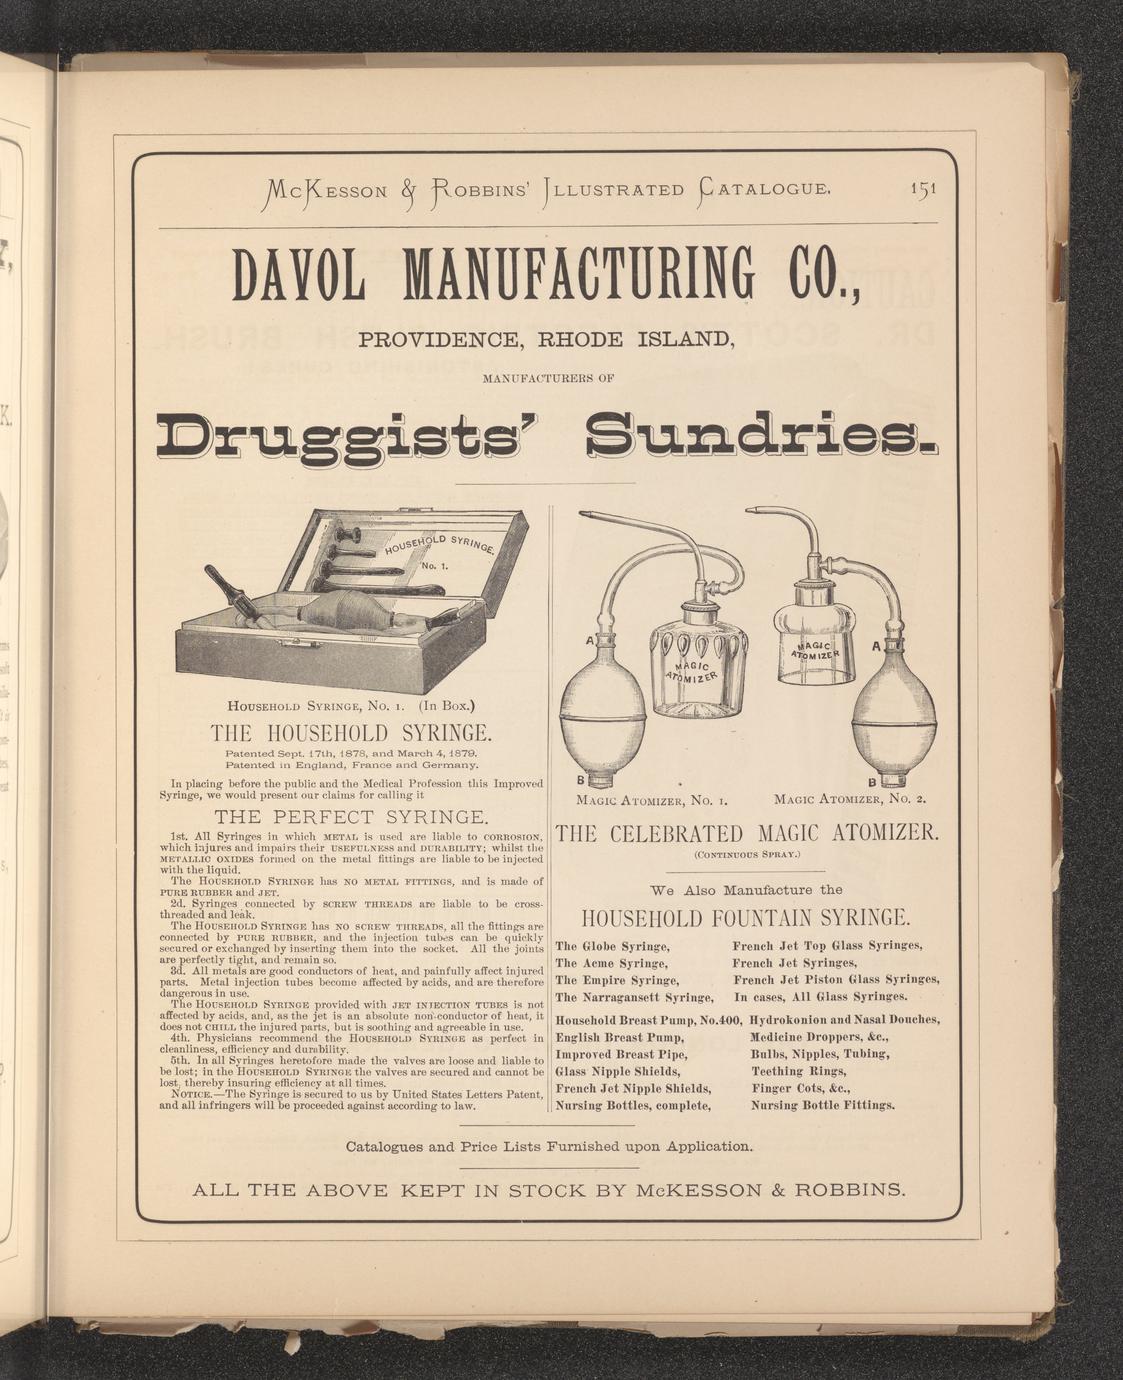 McKesson & Robbins' Illustrated Catalogue. 151
DAVOL MANUFACTURING CO.,
PROVIDENCE, RHODE ISLAND,
MANUFACTURERS OF
Druggists' Sundries.
HOUSEHOLD SYRINGE.
No. 1.
Household Syringe, No. 1. (In Box.)
THE HOUSEHOLD SYRINGE.
Patented Sept. 17th, 1878, and March 4, 1879.
Patented in England, France and Germany.
In placing before the public and the Medical Profession this Improved
Syringe, we would present our claims for calling it
THE PERFECT SYRINGE.
1st. All Syringes in which METAL is used are liable to CORROSION,
which injures and impairs their USEFULNESS and DURABILITY; whilst the
METALLIC OXIDES formed on the metal fittings are liable to be injected
with the liquid.
The HOUSEHOLD SYRINGE has NO METAL FITTINGS, and is made of
PURE RUBBER and JET.
2d. Syringes connected by SCREW THREADS are liable to be cross-
threaded and leak.
The HOUSEHOLD SYRINGE has NO SCREW THREADS, all the fittings are
connected by PURE RUBBER, and the injection tubes can be quickly
secured or exchanged by inserting them into the socket. All the joints
are perfectly tight, and remain so.
3d. All metals are good conductors of heat, and painfully affect injured
parts. Metal injection tubes become affected by acids, and are therefore
dangerous in use.
The HOUSEHOLD SYRINGE provided with JET INJECTION TUBES is not
affected by acids, and, as the jet is an absolute non-conductor of heat, it
does not CHILL the injured parts, but is soothing and agreeable in use.
4th. Physicians recommend the HOUSEHOLD SYRINGE as perfect in
cleanliness, efficiency and durability.
5th. In all Syringes heretofore made the valves are loose and liable to
be lost; in the HOUSEHOLD SYRINGE the valves are secured and cannot be
lost, thereby insuring efficiency at all times.
NOTICE.—The Syringe is secured to us by United States Letters Patent,
and all infringers will be proceeded against according to law.
A
MAGIC
ATOMIZER
B
MAGIC
ATOMIZER
A
B
Magic Atomizer, No. 1. Magic Atomizer, No. 2.
THE CELEBRATED MAGIC ATOMIZER.
(Continuous Spray.)
We Also Manufacture the
HOUSEHOLD FOUNTAIN SYRINGE.
The Globe Syringe, French Jet Top Glass Syringes,
The Acme Syringe, French Jet Syringes,
The Empire Syringe, French Jet Piston Glass Syringes,
The Narragansett Syringe, In cases, All Glass Syringes.
Household Breast Pump, No.400, Hydrokonion and Nasal Douches,
English Breast Pump, Medicine Droppers, &c.,
Improved Breast Pipe, Bulbs, Nipples, Tubing,
Glass Nipple Shields, Teething Rings,
French Jet Nipple Shields, Finger Cots, &c.,
Nursing Bottles, complete, Nursing Bottle Fittings.
Catalogues and Price Lists Furnished upon Application.
ALL THE ABOVE KEPT IN STOCK BY McKESSON & ROBBINS.